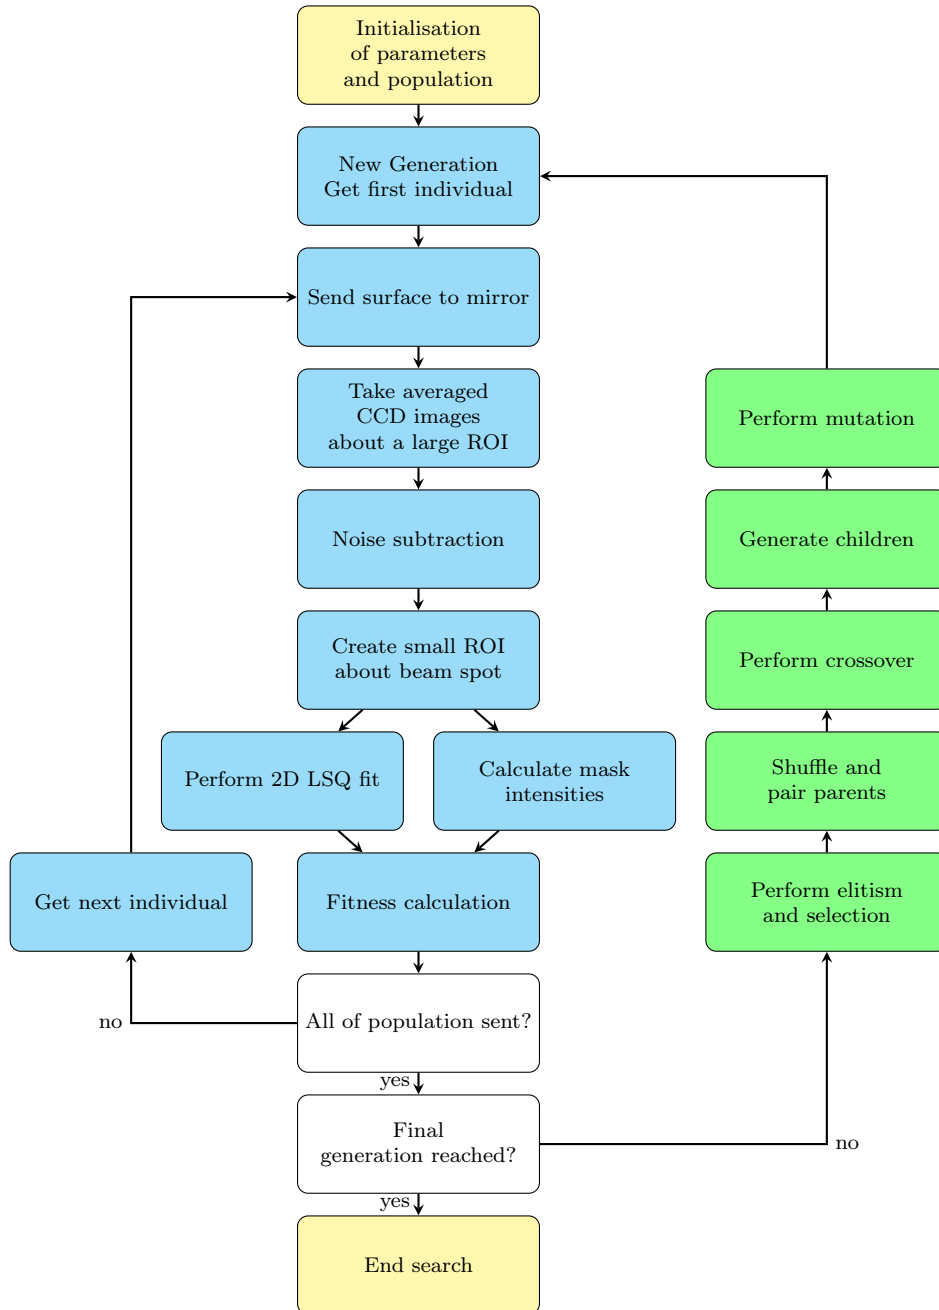 Initialisation
of parameters
and population
New Generation
Get first individual
Send surface to mirror
Take averaged
CCD images
about a large ROI
Perform mutation
Noise subtraction
Generate children
Create small ROI
about beam spot
Perform crossover
Perform 2D LSQ fit
Calculate mask
intensities
Shuffle and
pair parents
Get next individual
Fitness calculation
Perform elitism
and selection
no
All of population sent?
yes
Final
generation reached?
no
yes
End search